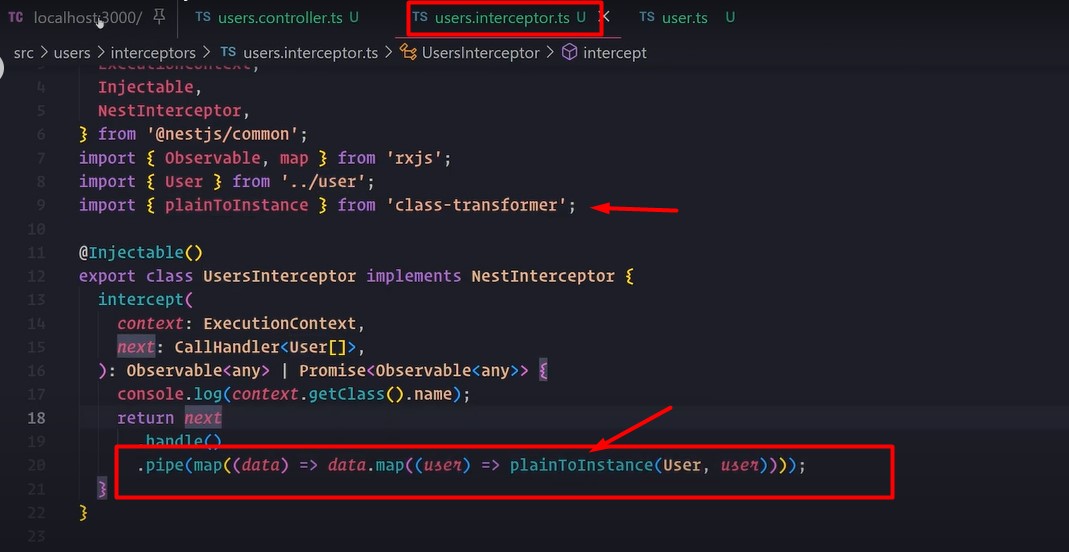 TC localhost:3000/ TS users.controller.ts U TS users.interceptor.ts U X TS user.ts U
src > users > interceptors > TS users.interceptor.ts > UsersInterceptor > intercept
3 ExecutionContext,
4 Injectable,
5 NestInterceptor,
6 } from '@nestjs/common';
7 import { Observable, map } from 'rxjs';
8 import { User } from '../user';
9 import { plainToInstance } from 'class-transformer';
10
11 @Injectable()
12 export class UsersInterceptor implements NestInterceptor {
13 intercept(
14 context: ExecutionContext,
15 next: CallHandler<User[]>,
16 ): Observable<any> | Promise<Observable<any>> {
17 console.log(context.getClass().name);
18 return next
19 .handle()
20 .pipe(map((data) => data.map((user) => plainToInstance(User, user))));
21 }
22 }
23